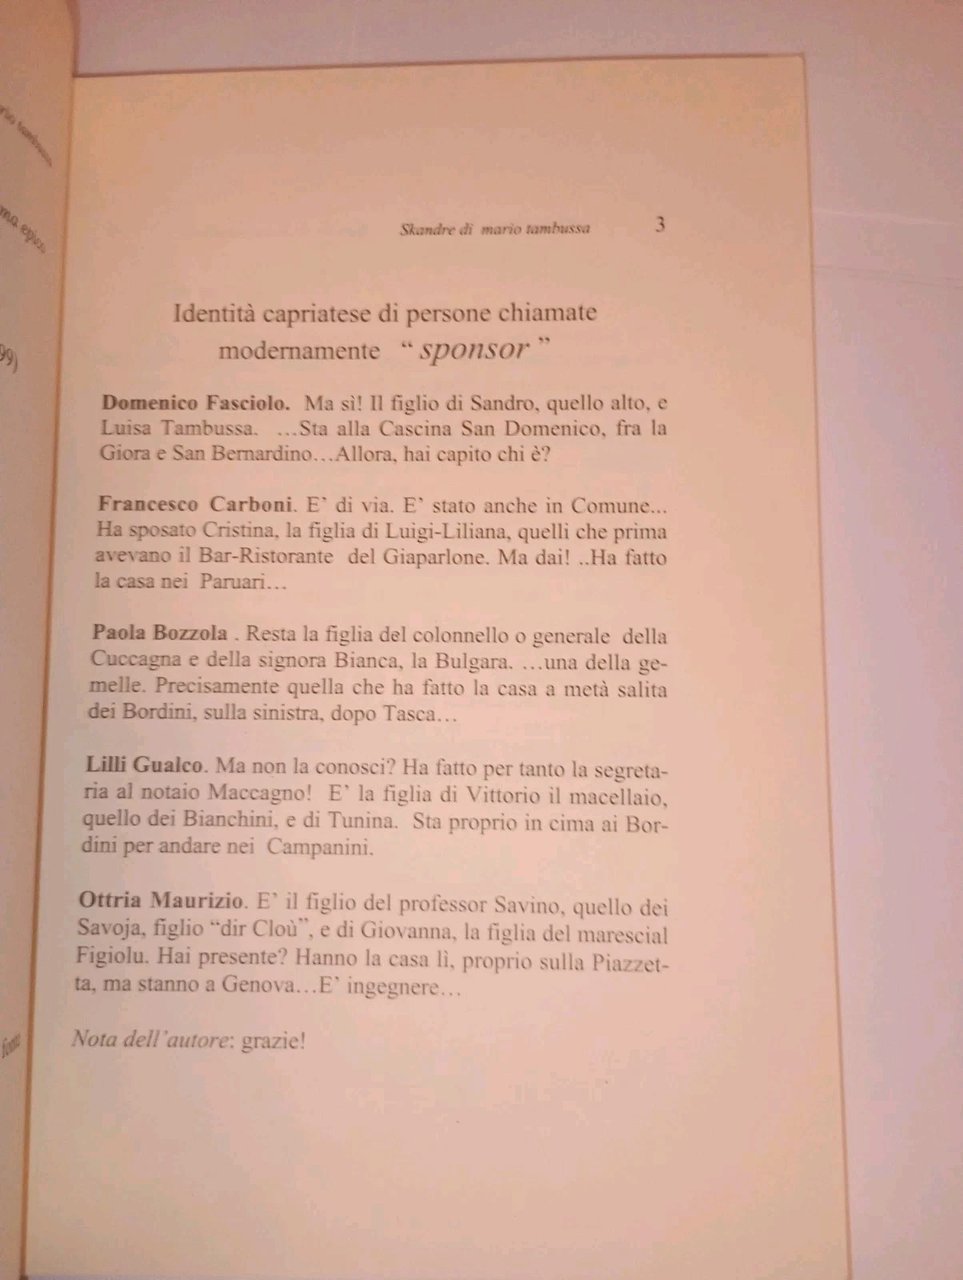 Skandre di mario tambussa 3
Identità capriatese di persone chiamate
modernamente “ sponsor ”
Domenico Fasciolo. Ma sì! Il figlio di Sandro, quello alto, e
Luisa Tambussa. …Sta alla Cascina San Domenico, fra la
Giora e San Bernardino…Allora, hai capito chi è?
Francesco Carboni. E’ di via. E’ stato anche in Comune...
Ha sposato Cristina, la figlia di Luigi-Liliana, quelli che prima
avevano il Bar-Ristorante del Giaparlone. Ma dai! ..Ha fatto
la casa nei Paruari…
Paola Bozzola . Resta la figlia del colonnello o generale della
Cuccagna e della signora Bianca, la Bulgara. …una della ge-
melle. Precisamente quella che ha fatto la casa a metà salita
dei Bordini, sulla sinistra, dopo Tasca…
Lilli Gualco. Ma non la conosci? Ha fatto per tanto la segreta-
ria al notaio Maccagno! E’ la figlia di Vittorio il macellaio,
quello dei Bianchini, e di Tunina. Sta proprio in cima ai Bor-
dini per andare nei Campanini.
Ottria Maurizio. E’ il figlio del professor Savino, quello dei
Savoja, figlio “dir Cloù”, e di Giovanna, la figlia del marescial
Figiolu. Hai presente? Hanno la casa lì, proprio sulla Piazzet-
ta, ma stanno a Genova…E’ ingegnere…
Nota dell’autore: grazie!
tambussa
epico
99)